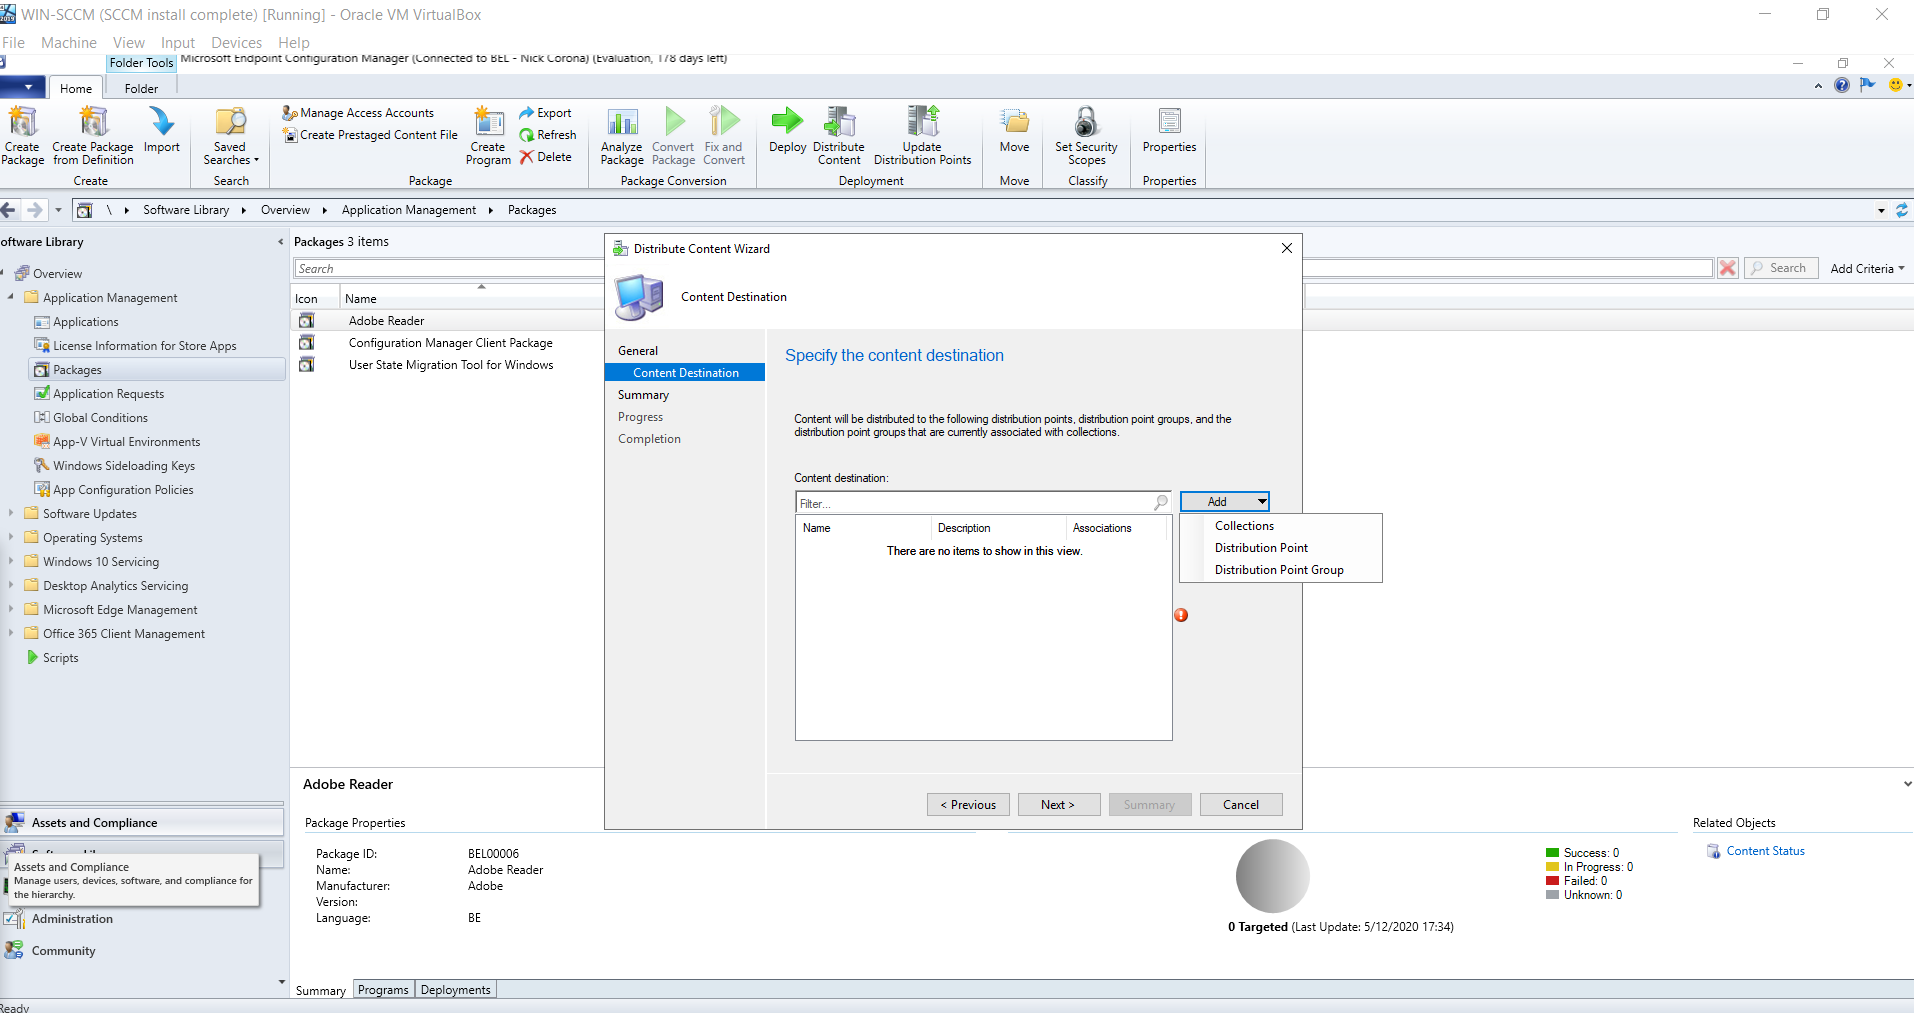 WIN-SCCM (SCCM install complete) [Running] - Oracle VM VirtualBox
File Machine View Input Devices Help
Folder Tools Microsoft Endpoint Configuration Manager (Connected to BEL - Nick Corona) (Evaluation, 178 days left)
Home Folder
Create Package
Create Package from Definition
Import
Create
Saved Searches
Search
Manage Access Accounts
Create Prestaged Content File
Create Program
Export
Refresh
Delete
Package
Analyze Package
Convert Package
Fix and Convert
Package Conversion
Deploy
Distribute Content
Update Distribution Points
Deployment
Move
Move
Set Security Scopes
Classify
Properties
Properties
\ Software Library Overview Application Management Packages
oftware Library
Overview
Application Management
Applications
License Information for Store Apps
Packages
Application Requests
Global Conditions
App-V Virtual Environments
Windows Sideloading Keys
App Configuration Policies
Software Updates
Operating Systems
Windows 10 Servicing
Desktop Analytics Servicing
Microsoft Edge Management
Office 365 Client Management
Scripts
Assets and Compliance
Assets and Compliance
Manage users, devices, software, and compliance for
the hierarchy.
Administration
Community
Packages 3 items
Search
Search Add Criteria
Icon Name
Adobe Reader
Configuration Manager Client Package
User State Migration Tool for Windows
Distribute Content Wizard
Content Destination
General
Content Destination
Summary
Progress
Completion
Specify the content destination
Content will be distributed to the following distribution points, distribution point groups, and the
distribution point groups that are currently associated with collections.
Content destination:
Filter...
Add
Collections
Distribution Point
Distribution Point Group
Name Description Associations
There are no items to show in this view.
< Previous Next > Summary Cancel
Adobe Reader
Package Properties
Package ID: BEL00006
Name: Adobe Reader
Manufacturer: Adobe
Version:
Language: BE
Success: 0
In Progress: 0
Failed: 0
Unknown: 0
0 Targeted (Last Update: 5/12/2020 17:34)
Related Objects
Content Status
Summary Programs Deployments
Ready